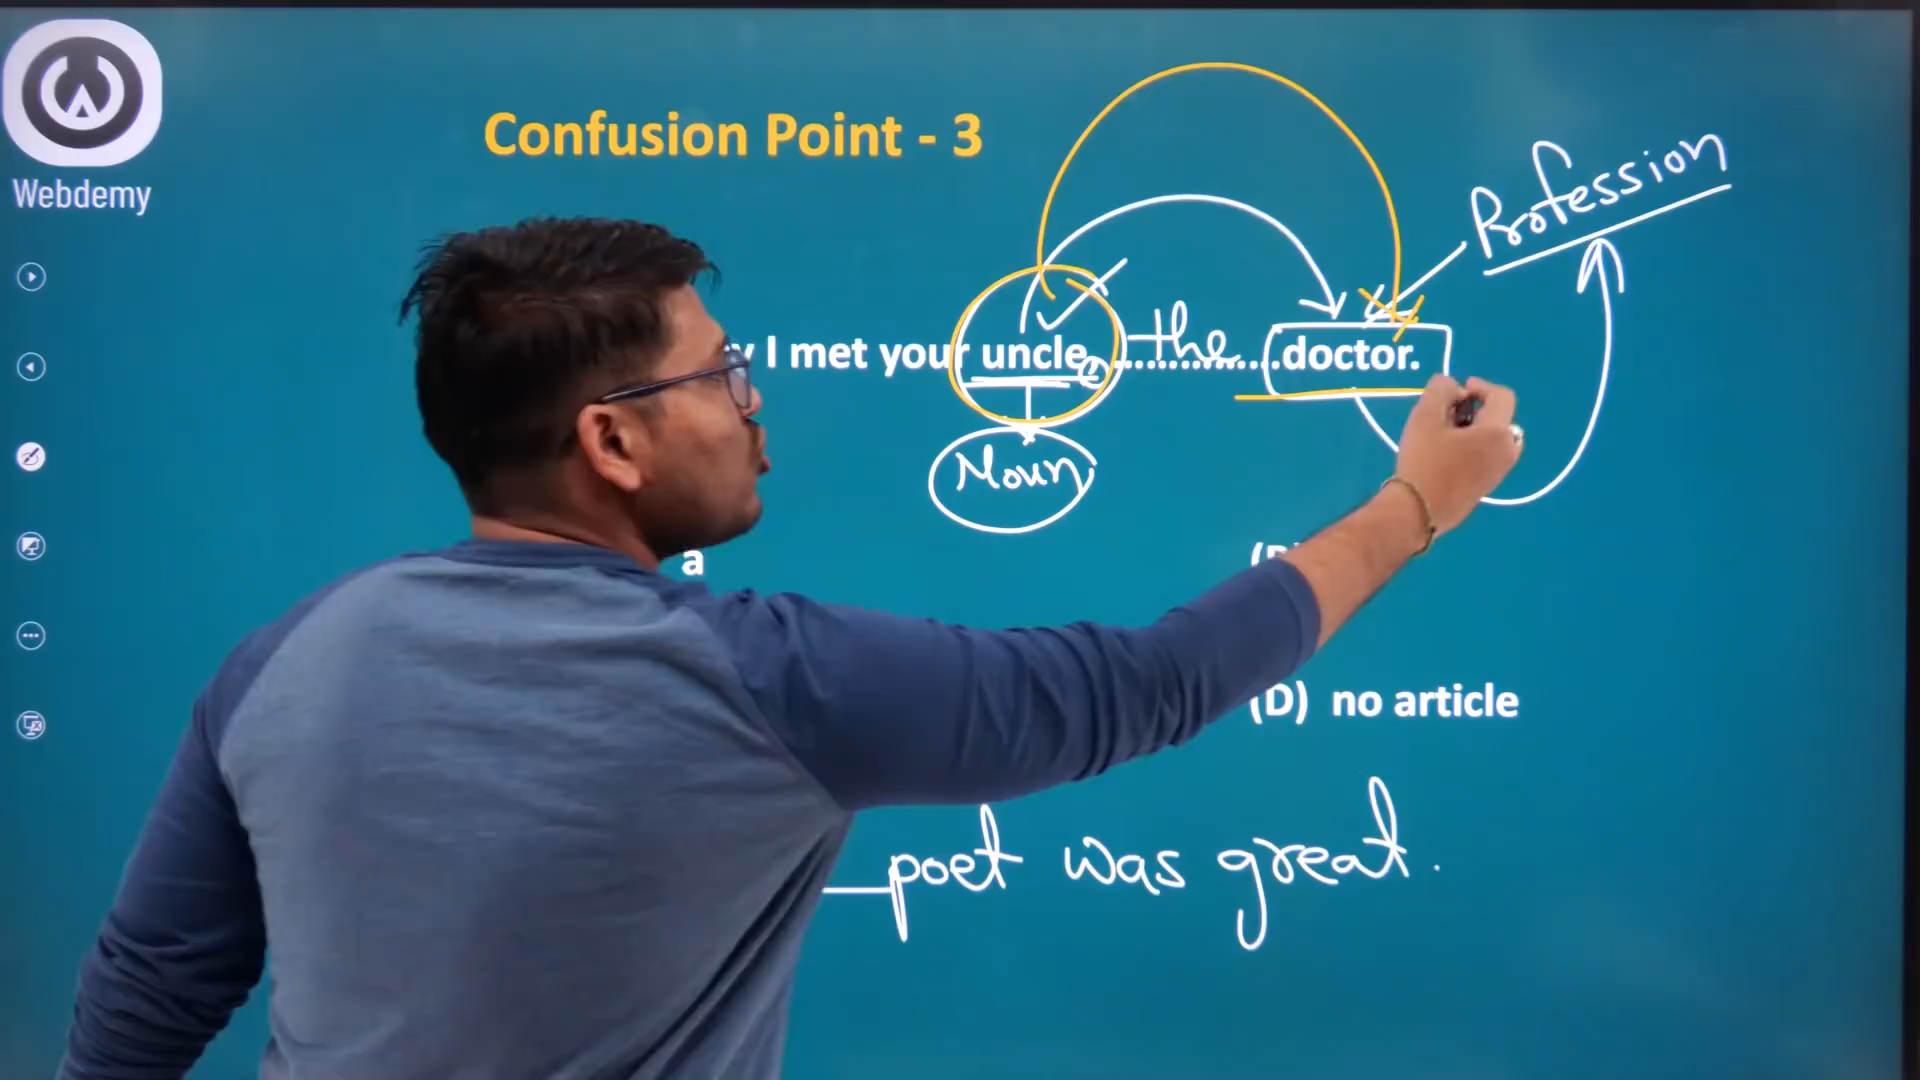 Webdemy
Confusion Point - 3
Profession
I met your uncle, the ..............doctor.
Noun
a
(D) no article
poet was great.